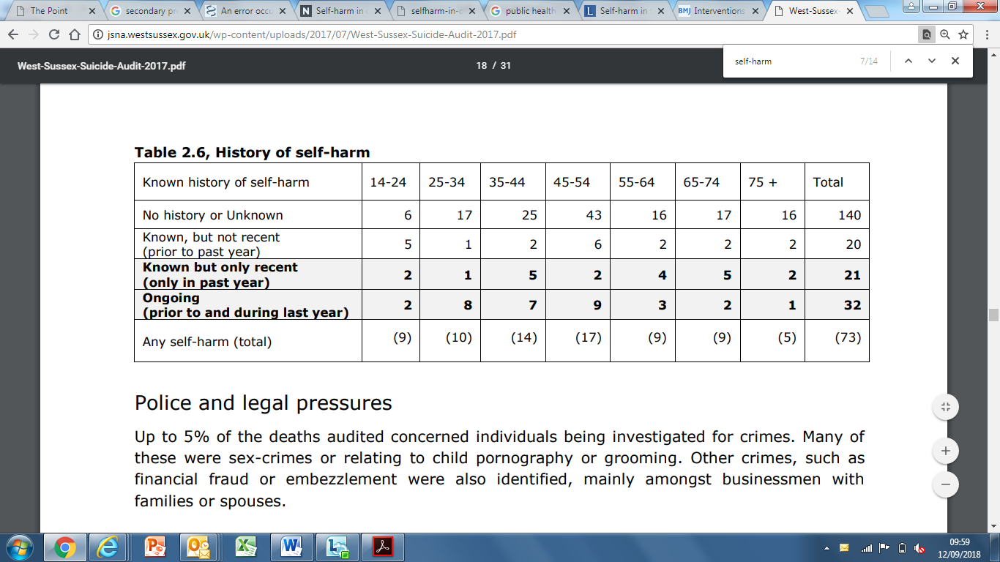 The Point
secondary pr
An error occu
Self-harm in
selfharm-in-c
public health
Self-harm in
BMJ Interventions
West-Sussex-
jsna.westsussex.gov.uk/wp-content/uploads/2017/07/West-Sussex-Suicide-Audit-2017.pdf
self-harm 7/14
West-Sussex-Suicide-Audit-2017.pdf 18 / 31
Table 2.6, History of self-harm
Known history of self-harm 14-24 25-34 35-44 45-54 55-64 65-74 75 + Total
No history or Unknown 6 17 25 43 16 17 16 140
Known, but not recent
(prior to past year) 5 1 2 6 2 2 2 20
Known but only recent
(only in past year) 2 1 5 2 4 5 2 21
Ongoing
(prior to and during last year) 2 8 7 9 3 2 1 32
Any self-harm (total) (9) (10) (14) (17) (9) (9) (5) (73)
Police and legal pressures
Up to 5% of the deaths audited concerned individuals being investigated for crimes. Many of
these were sex-crimes or relating to child pornography or grooming. Other crimes, such as
financial fraud or embezzlement were also identified, mainly amongst businessmen with
families or spouses.
09:59
12/09/2018